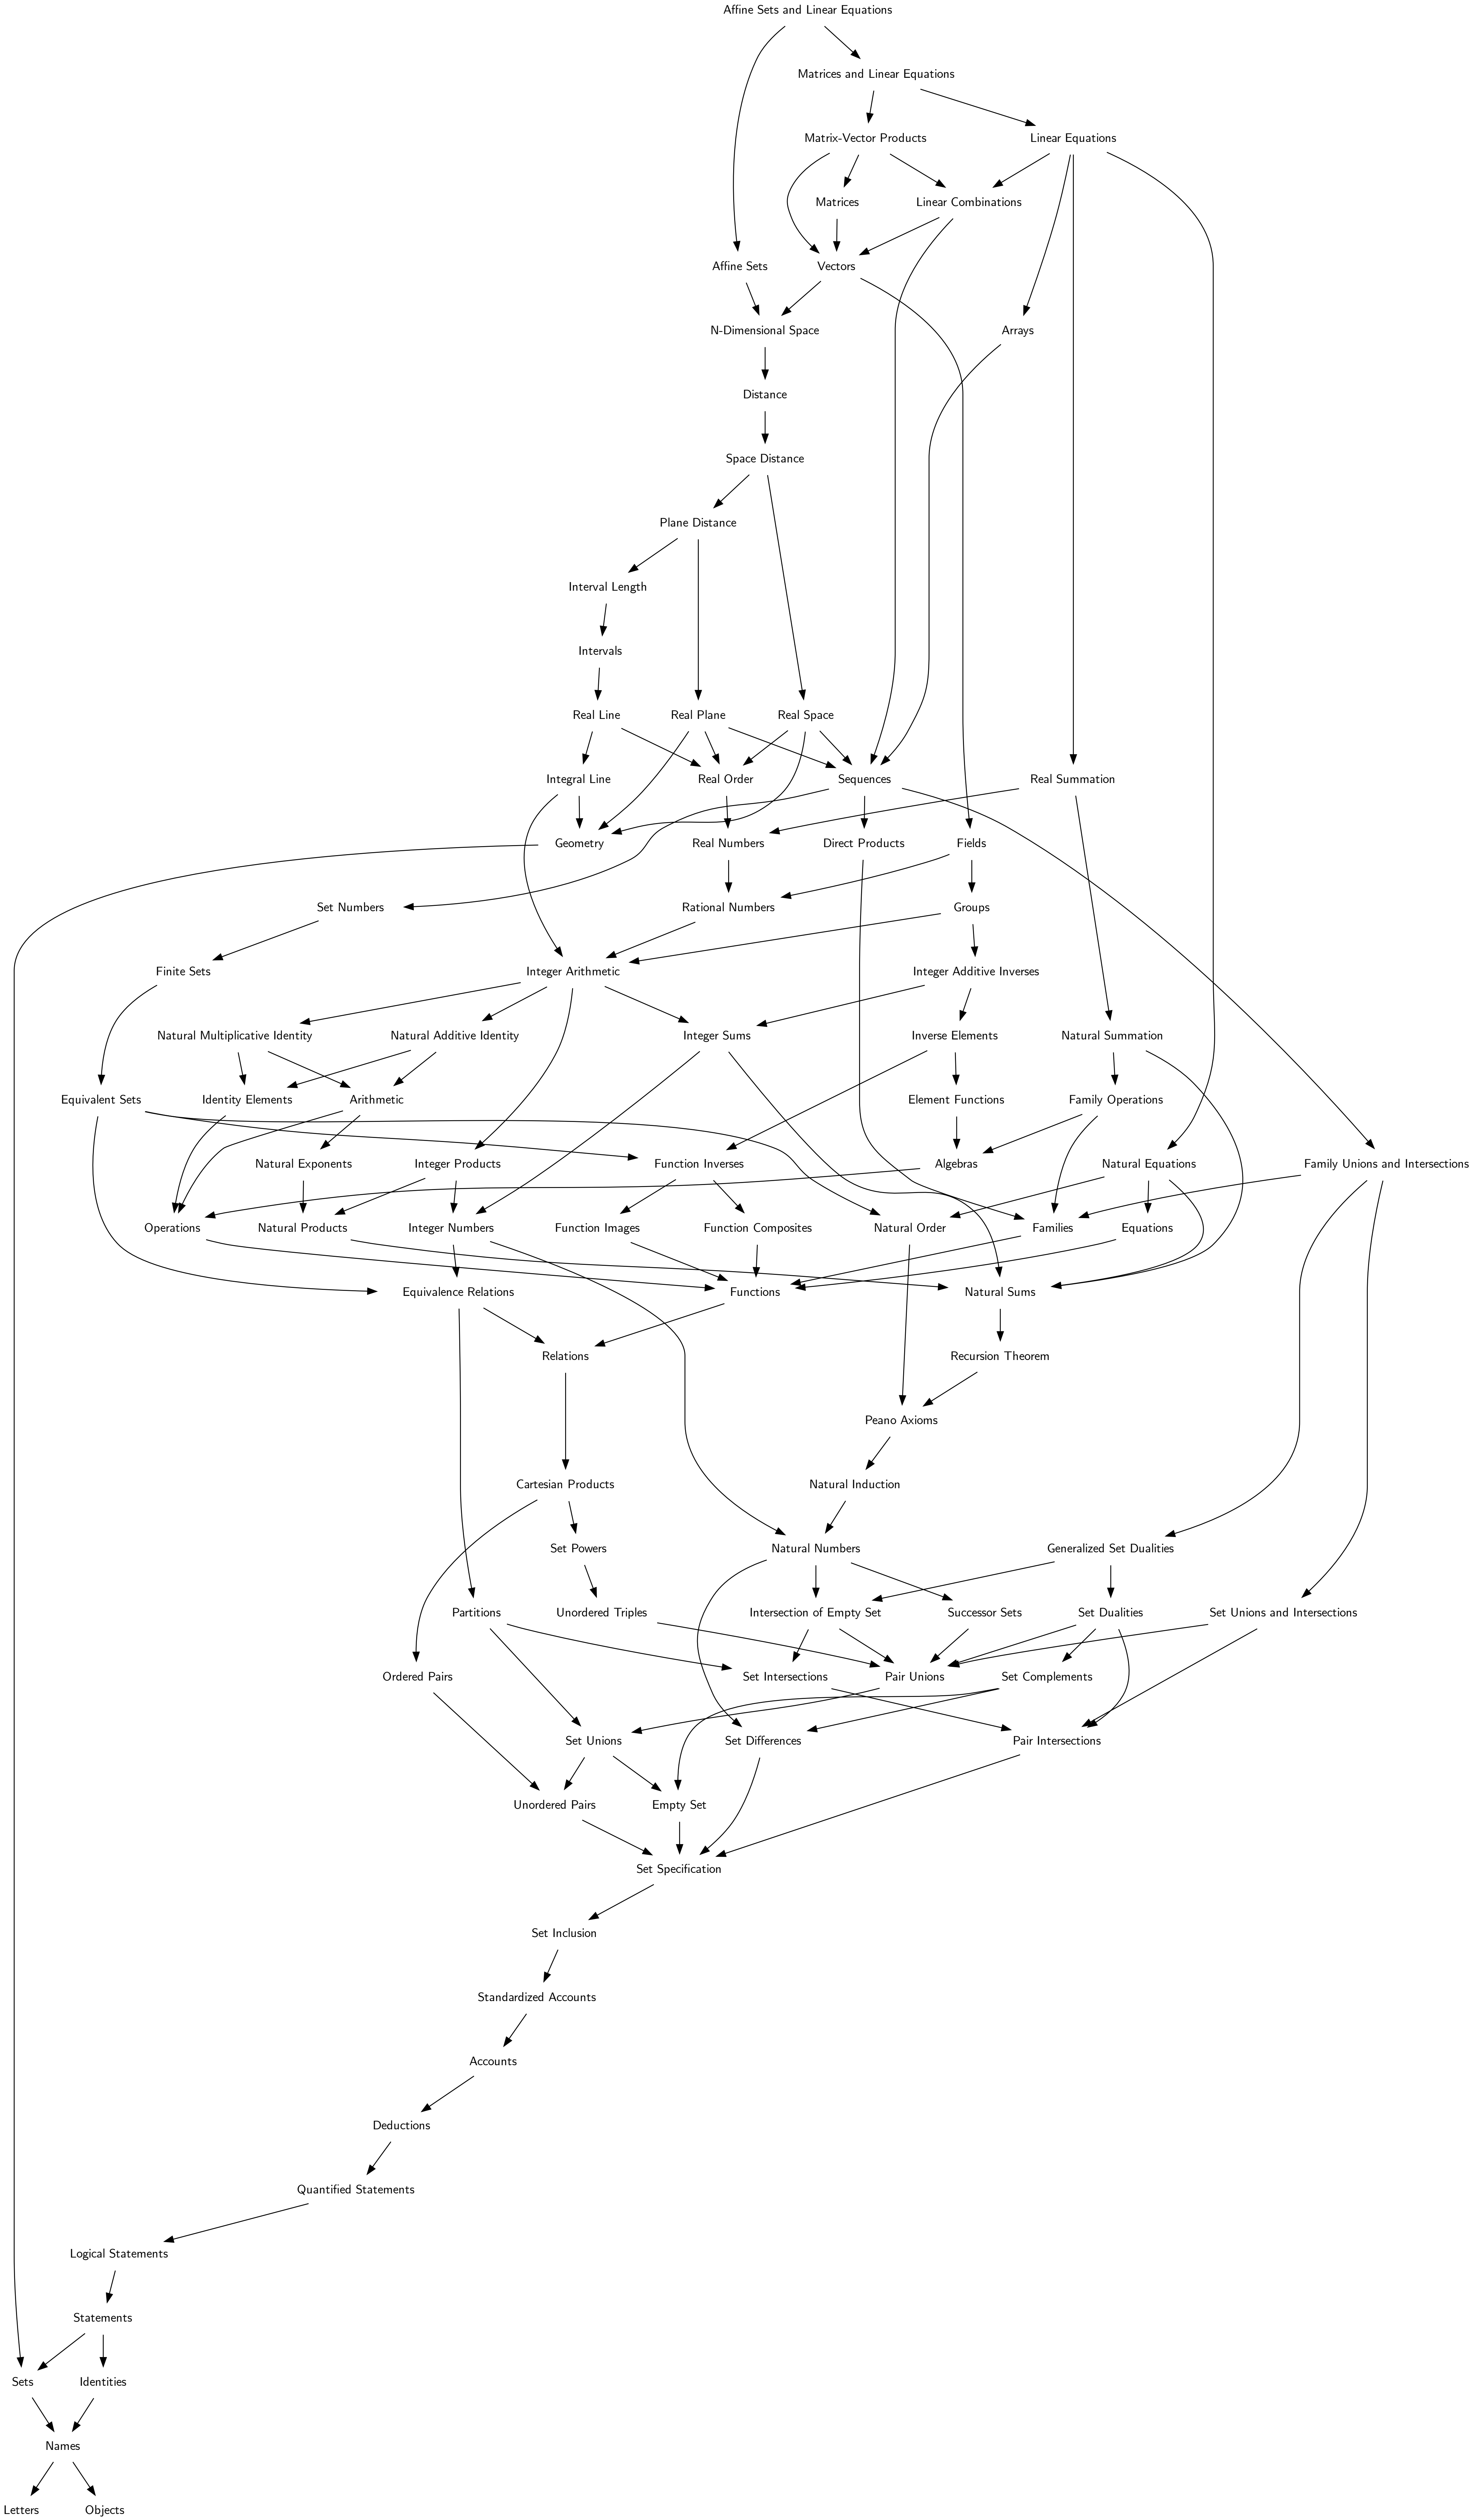 Affine Sets and Linear Equations
Matrices and Linear Equations
Matrix-Vector Products
Linear Equations
Matrices
Linear Combinations
Affine Sets
Vectors
N-Dimensional Space
Arrays
Distance
Space Distance
Plane Distance
Interval Length
Intervals
Real Line
Real Plane
Real Space
Integral Line
Real Order
Sequences
Real Summation
Geometry
Real Numbers
Direct Products
Fields
Set Numbers
Rational Numbers
Groups
Finite Sets
Integer Arithmetic
Integer Additive Inverses
Natural Multiplicative Identity
Natural Additive Identity
Integer Sums
Inverse Elements
Natural Summation
Equivalent Sets
Identity Elements
Arithmetic
Element Functions
Family Operations
Natural Exponents
Integer Products
Function Inverses
Algebras
Natural Equations
Family Unions and Intersections
Operations
Natural Products
Integer Numbers
Function Images
Function Composites
Natural Order
Families
Equations
Equivalence Relations
Functions
Natural Sums
Relations
Recursion Theorem
Peano Axioms
Cartesian Products
Natural Induction
Set Powers
Natural Numbers
Generalized Set Dualities
Partitions
Unordered Triples
Intersection of Empty Set
Successor Sets
Set Dualities
Set Unions and Intersections
Ordered Pairs
Set Intersections
Pair Unions
Set Complements
Set Unions
Set Differences
Pair Intersections
Unordered Pairs
Empty Set
Set Specification
Set Inclusion
Standardized Accounts
Accounts
Deductions
Quantified Statements
Logical Statements
Statements
Sets
Identities
Names
Letters
Objects